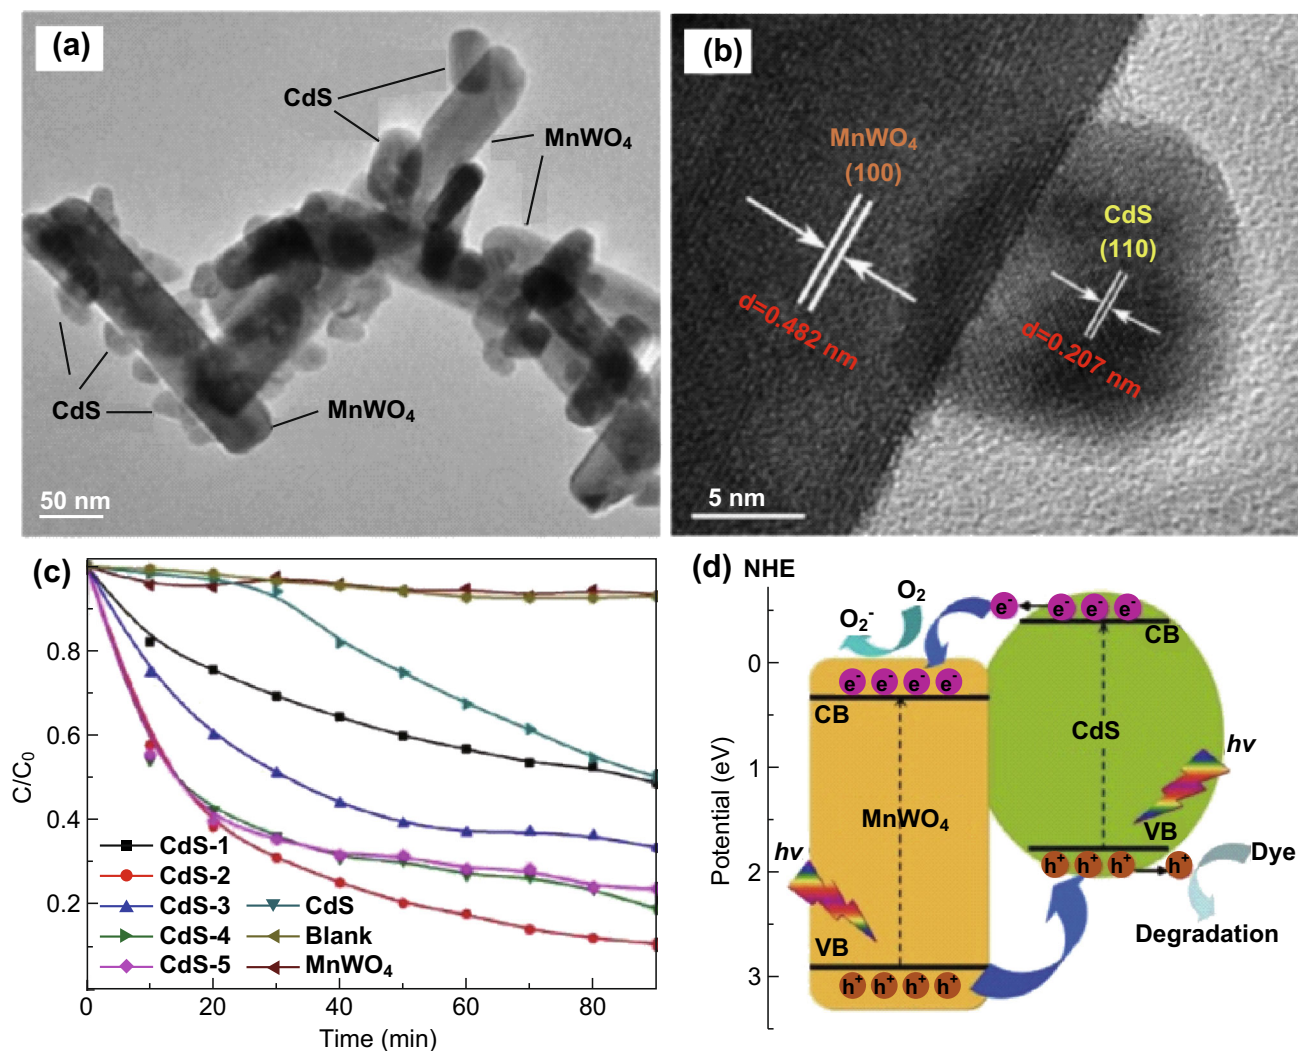 (a)
CdS
MnWO₄
CdS
MnWO₄
50 nm
(b)
MnWO₄
(100)
d=0.482 nm
CdS
(110)
d=0.207 nm
5 nm
(c)
C/C₀
0.8
0.6
0.4
0.2
0
20
40
60
80
Time (min)
CdS-1
CdS-2
CdS-3
CdS-4
CdS-5
CdS
Blank
MnWO₄
(d) NHE
Potential (eV)
0
1
2
3
O₂
O₂⁻
e⁻ e⁻ e⁻ e⁻
CB
e⁻ e⁻ e⁻ e⁻
CB
CdS
MnWO₄
hv
VB
hv
h⁺ h⁺ h⁺ h⁺
Dye
Degradation
VB
h⁺ h⁺ h⁺ h⁺